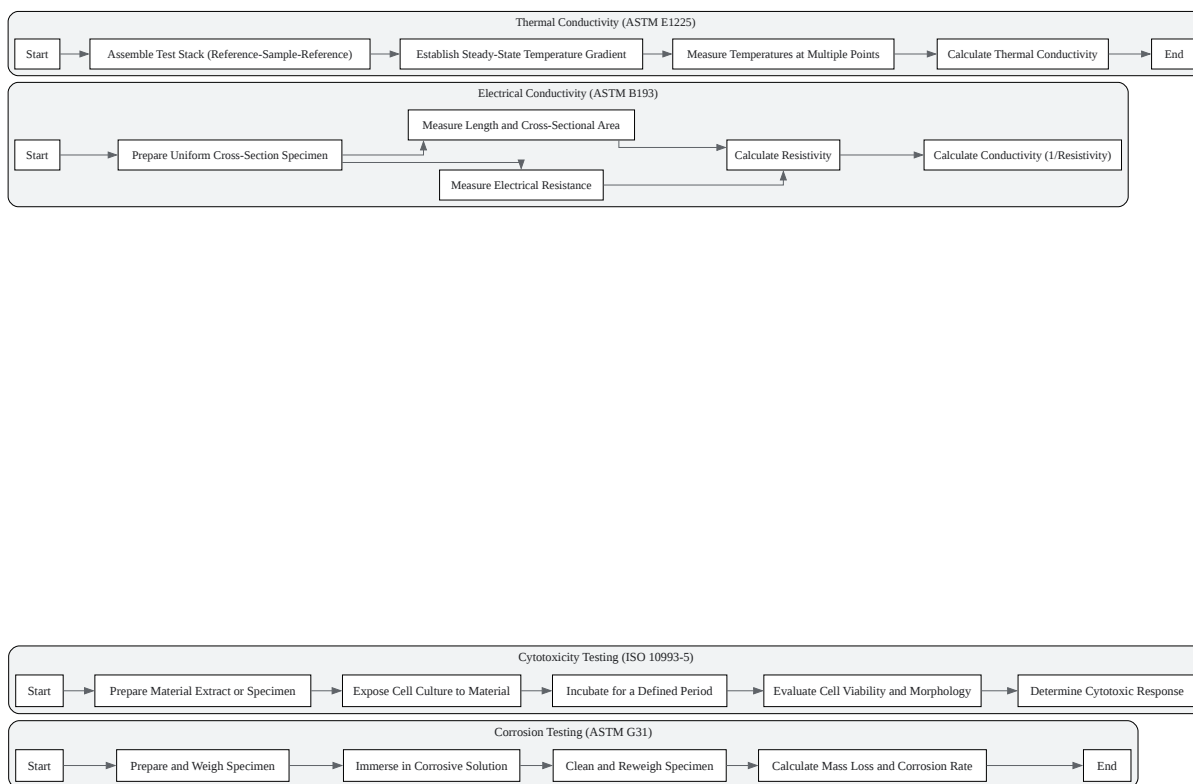 Thermal Conductivity (ASTM E1225)
Start
Assemble Test Stack (Reference-Sample-Reference)
Establish Steady-State Temperature Gradient
Measure Temperatures at Multiple Points
Calculate Thermal Conductivity
End
Electrical Conductivity (ASTM B193)
Start
Prepare Uniform Cross-Section Specimen
Measure Length and Cross-Sectional Area
Measure Electrical Resistance
Calculate Resistivity
Calculate Conductivity (1/Resistivity)
Cytotoxicity Testing (ISO 10993-5)
Start
Prepare Material Extract or Specimen
Expose Cell Culture to Material
Incubate for a Defined Period
Evaluate Cell Viability and Morphology
Determine Cytotoxic Response
Corrosion Testing (ASTM G31)
Start
Prepare and Weigh Specimen
Immerse in Corrosive Solution
Clean and Reweigh Specimen
Calculate Mass Loss and Corrosion Rate
End